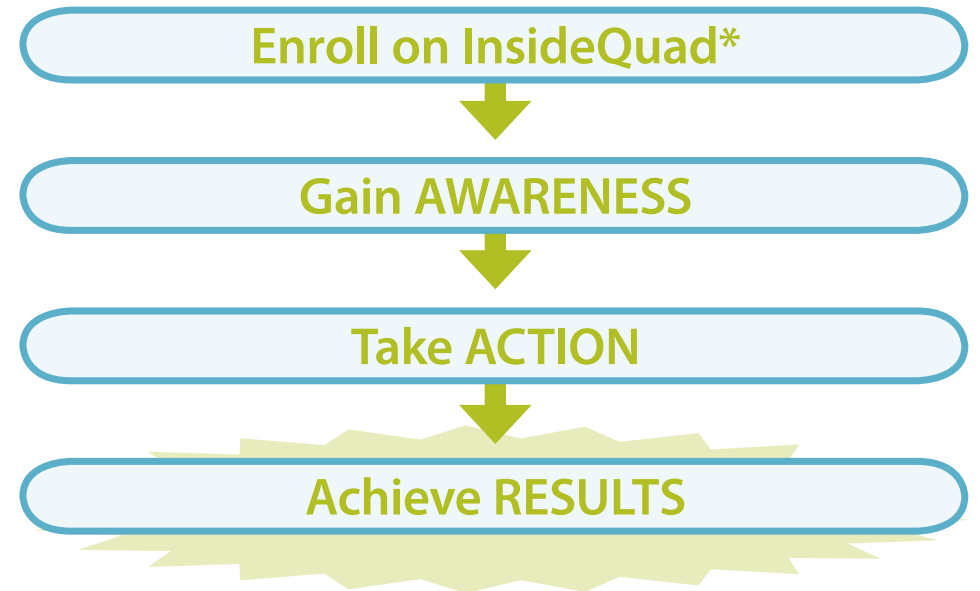 Enroll on InsideQuad*
Gain AWARENESS
Take ACTION
Achieve RESULTS